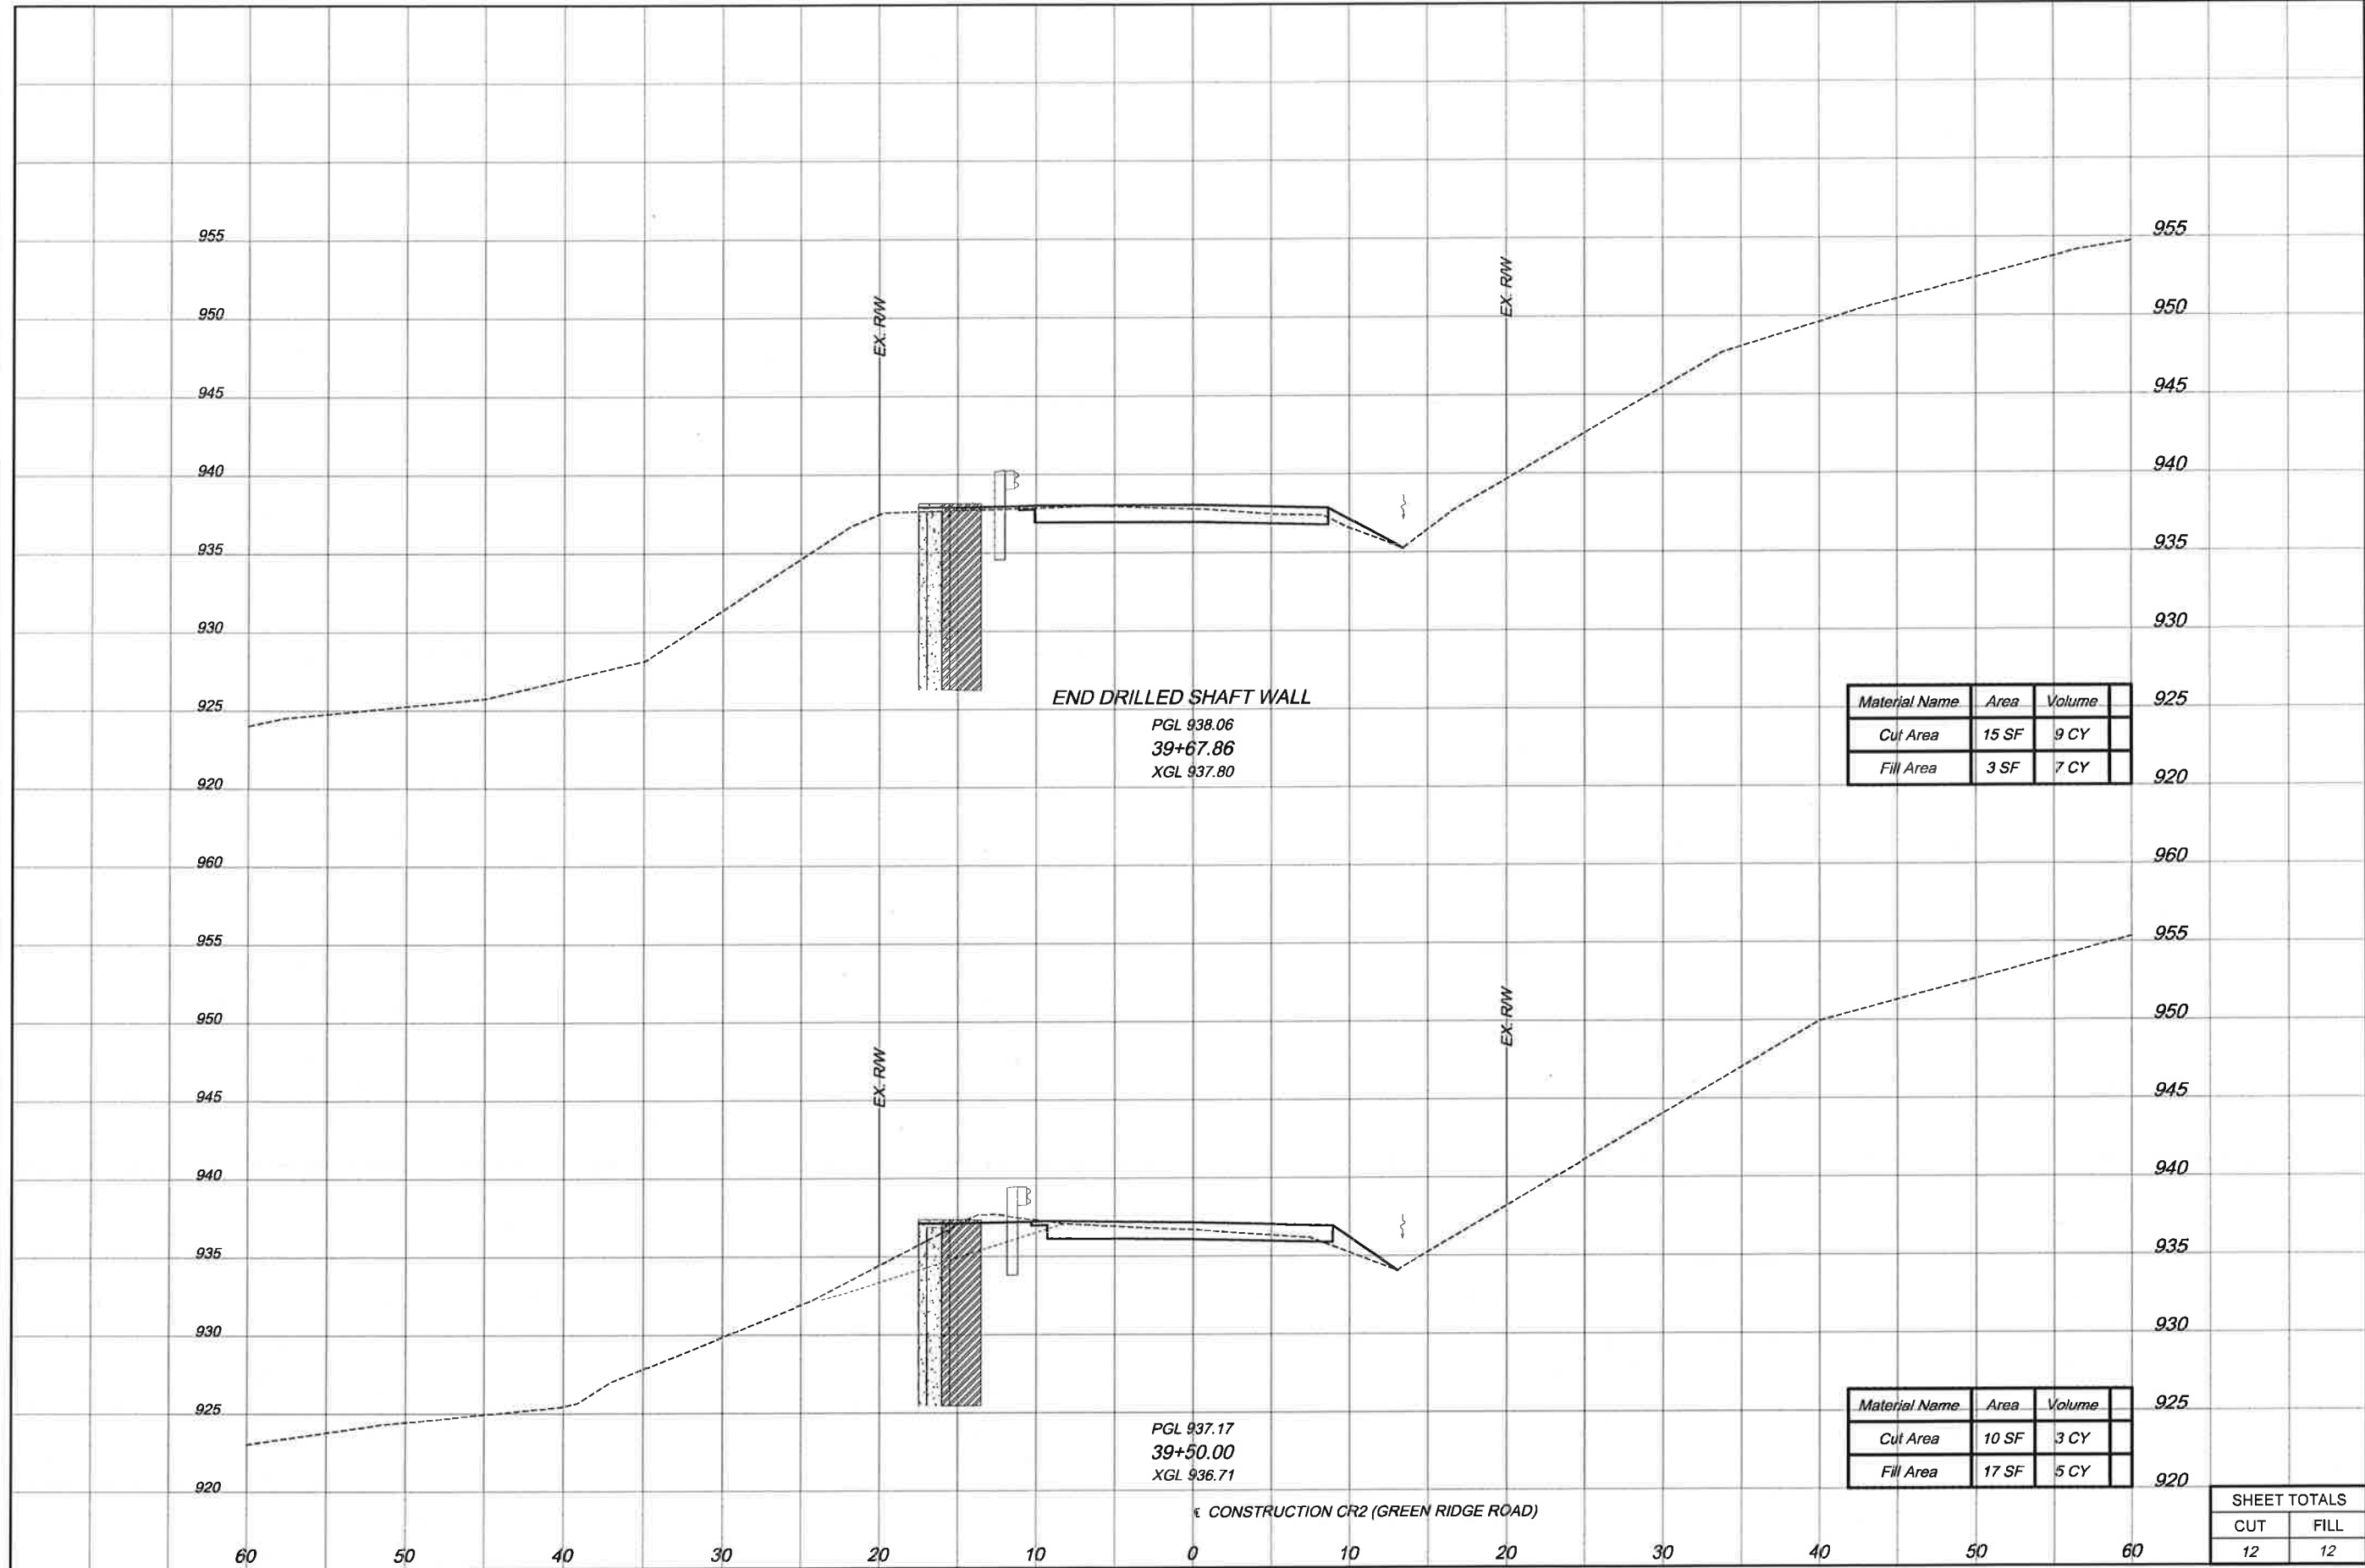 955 955
EX. R/W EX. R/W
950 950
945 945
940 940
935 935
930 930
925 925
END DRILLED SHAFT WALL
PGL 938.06
39+67.86
XGL 937.80
Material Name Area Volume
Cut Area 15 SF 9 CY
Fill Area 3 SF 7 CY
920 920
960 960
955 955
950 950
EX. R/W EX. R/W
945 945
940 940
935 935
930 930
925 925
PGL 937.17
39+50.00
XGL 936.71
Material Name Area Volume
Cut Area 10 SF 3 CY
Fill Area 17 SF 5 CY
920 920
CONSTRUCTION CR2 (GREEN RIDGE ROAD)
SHEET TOTALS
CUT FILL
12 12
60 50 40 30 20 10 0 10 20 30 40 50 60